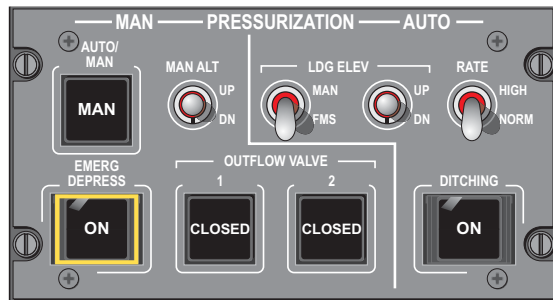 MAN PRESSURIZATION AUTO
AUTO/
MAN
MAN
MAN ALT
UP
DN
LDG ELEV
MAN
FMS
UP
DN
RATE
HIGH
NORM
EMERG
DEPRESS
ON
OUTFLOW VALVE
1
CLOSED
2
CLOSED
DITCHING
ON